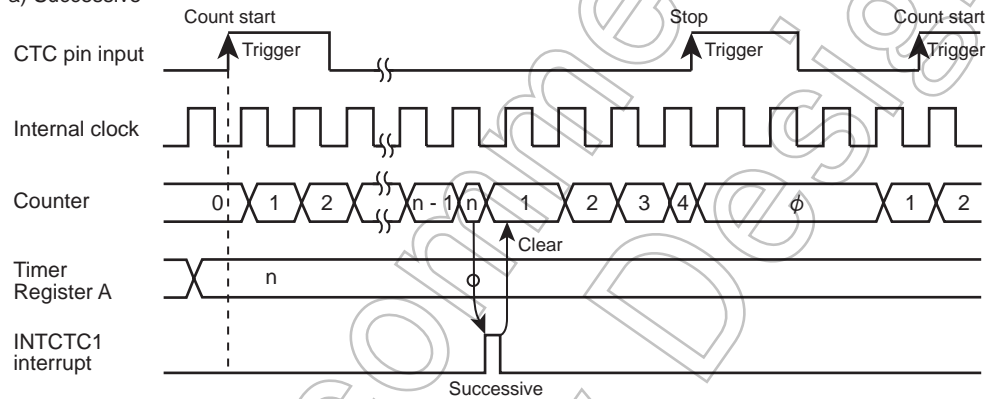 a) Successive
Count start Stop Count start
CTC pin input Trigger Trigger Trigger
Internal clock
Counter 0 1 2 n - 1 n 1 2 3 4 ϕ 1 2
Clear
Timer
Register A n
INTCTC1
interrupt
Successive